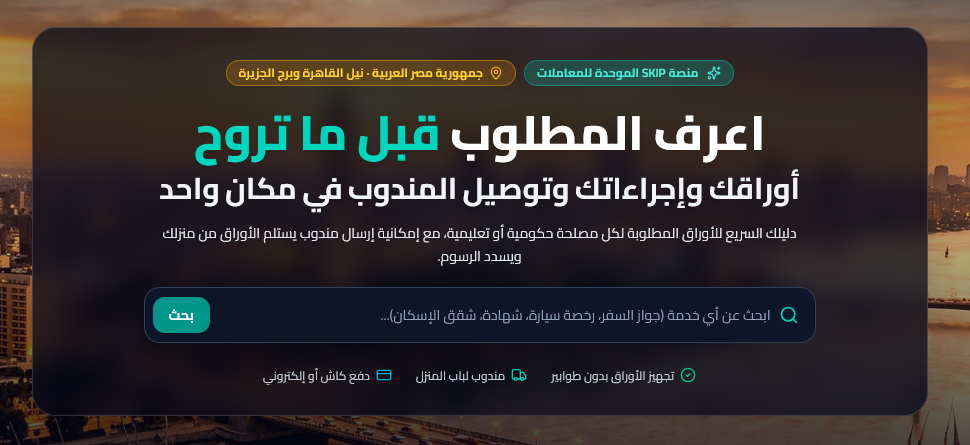 منصة SKIP الموحدة للمعاملات
جمهورية مصر العربية · نيل القاهرة وبرج الجزيرة
اعرف المطلوب قبل ما تروح
أوراقك وإجراءاتك وتوصيل المندوب في مكان واحد
دليلك السريع للأوراق المطلوبة لكل مصلحة حكومية أو تعليمية، مع إمكانية إرسال مندوب يستلم الأوراق من منزلك
ويسدد الرسوم.
ابحث عن أي خدمة (جواز السفر، رخصة سيارة، شهادة، شقق الإسكان)...
بحث
تجهيز الأوراق بدون طوابير
مندوب لباب المنزل
دفع كاش أو إلكتروني